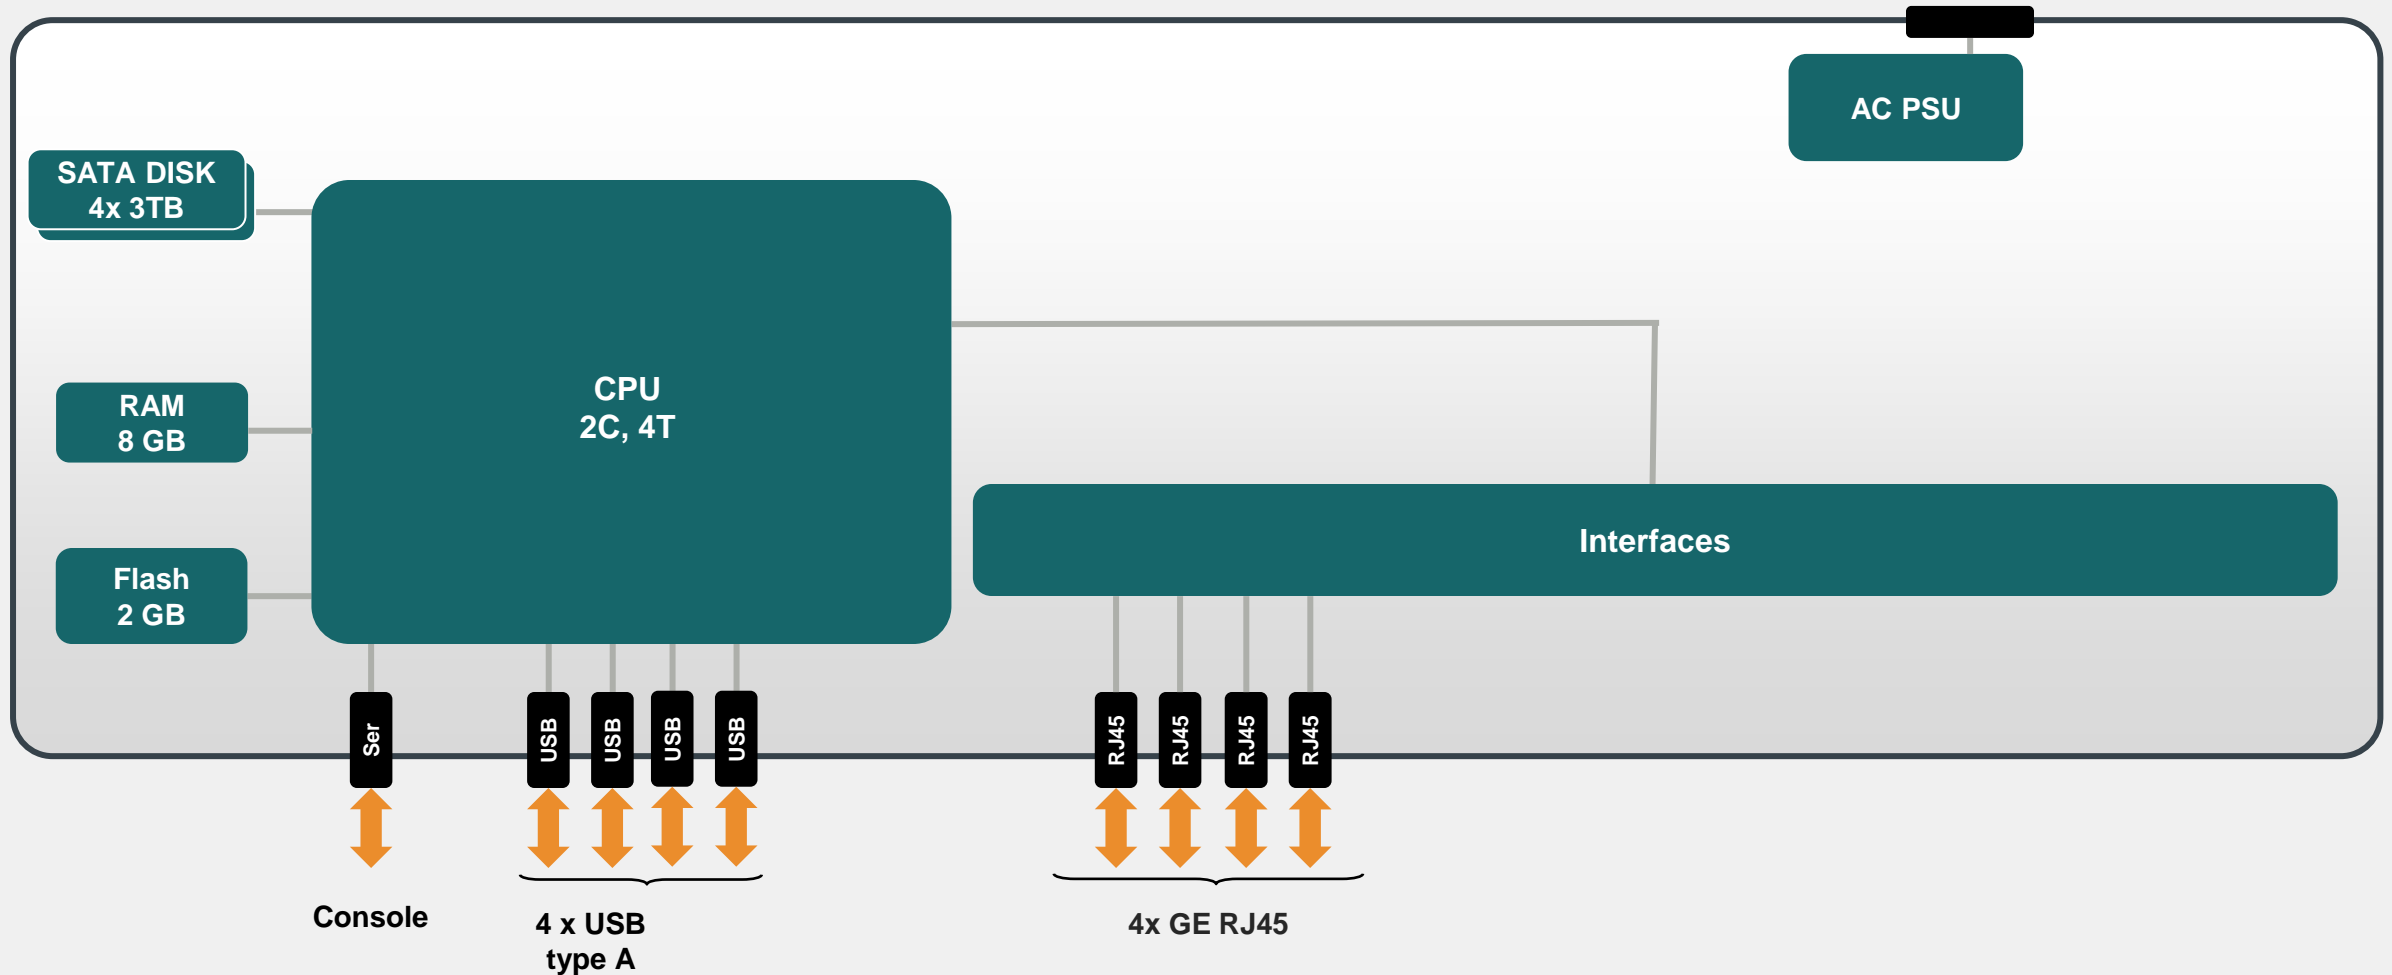 AC PSU
SATA DISK
4x 3TB
CPU
2C, 4T
RAM
8 GB
Interfaces
Flash
2 GB
Ser
USB
USB
USB
USB
RJ45
RJ45
RJ45
RJ45
Console
4 x USB
type A
4x GE RJ45